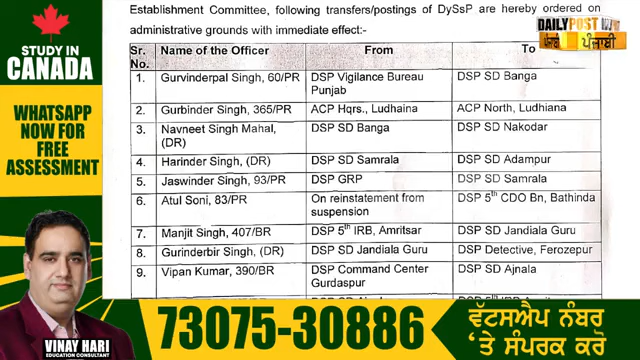 Establishment Committee, following transfers/postings of DySsP are hereby ordered on
administrative grounds with immediate effect:-
DAILYPOST
ਪੰਜਾਬੀ
Sr. No. Name of the Officer From To
1. Gurvinderpal Singh, 60/PR DSP Vigilance Bureau Punjab DSP SD Banga
2. Gurbinder Singh, 365/PR ACP Hqrs., Ludhaina ACP North, Ludhiana
3. Navneet Singh Mahal, (DR) DSP SD Banga DSP SD Nakodar
4. Harinder Singh, (DR) DSP SD Samrala DSP SD Adampur
5. Jaswinder Singh, 93/PR DSP GRP DSP SD Samrala
6. Atul Soni, 83/PR On reinstatement from suspension DSP 5th CDO Bn, Bathinda
7. Manjit Singh, 407/BR DSP 5th IRB, Amritsar DSP SD Jandiala Guru
8. Gurinderbir Singh, (DR) DSP SD Jandiala Guru DSP Detective, Ferozepur
9. Vipan Kumar, 390/BR DSP Command Center Gurdaspur DSP SD Ajnala
STUDY IN
CANADA
WHATSAPP
NOW FOR
FREE
ASSESSMENT
VINAY HARI
EDUCATION CONSULTANT
73075-30886
ਵੱਟਸਐਪ ਨੰਬਰ
'ਤੇ ਸੰਪਰਕ ਕਰੋ